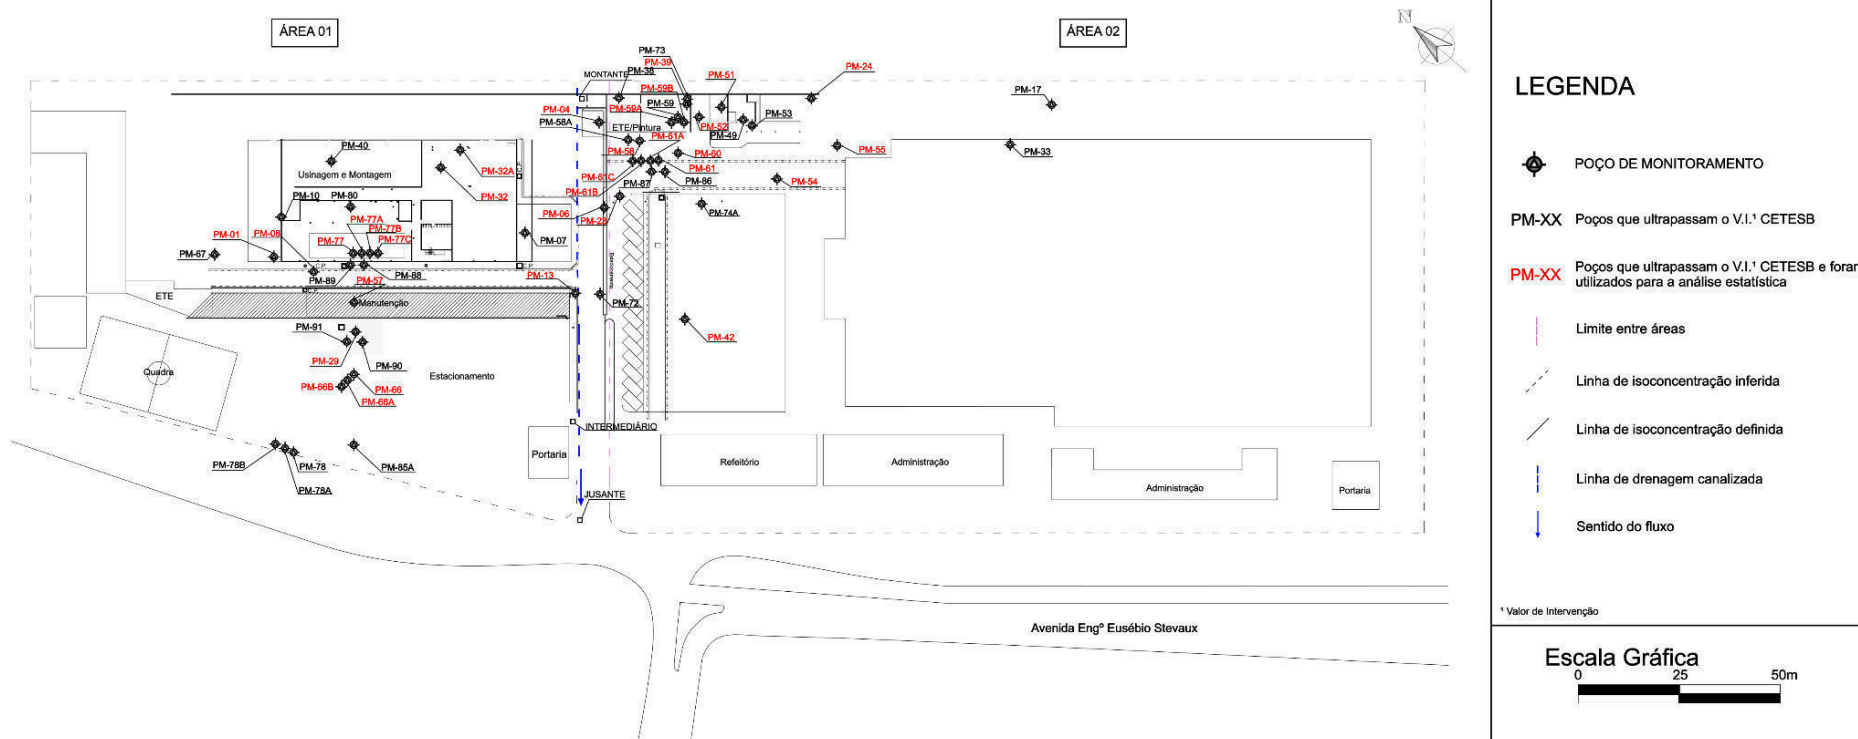 ÁREA 01
ÁREA 02
N
MONTANTE
PM-73
PM-39
PM-38
PM-51
PM-24
PM-59B
PM-59
PM-59A
PM-04
PM-58A
ETE/Pintura
PM-52
PM-49
PM-53
PM-17
PM-61A
PM-58
PM-60
PM-55
PM-33
PM-61C
PM-61
PM-54
PM-61B
PM-87
PM-86
PM-06
PM-28
PM-74A
PM-40
Usinagem e Montagem
PM-32A
PM-32
C.P.
PM-10
PM-80
PM-77A
PM-77B
PM-77
PM-77C
PM-01
PM-08
PM-67
PM-07
C.P.
C.P.
PM-89
PM-88
PM-57
PM-13
PM-72
ETE
C.P.
Manutenção
Estacionamento
PM-91
PM-29
PM-90
PM-42
Quadra
PM-66B
PM-66
PM-66A
Estacionamento
INTERMEDIÁRIO
PM-78B
PM-78
PM-78A
PM-85A
Portaria
Refeitório
Administração
Administração
Portaria
JUSANTE
Avenida Engº Eusébio Stevaux
LEGENDA
POÇO DE MONITORAMENTO
PM-XX Poços que ultrapassam o V.I.¹ CETESB
PM-XX Poços que ultrapassam o V.I.¹ CETESB e foram
utilizados para a análise estatística
Limite entre áreas
Linha de isoconcentração inferida
Linha de isoconcentração definida
Linha de drenagem canalizada
Sentido do fluxo
¹ Valor de Intervenção
Escala Gráfica
0 25 50m